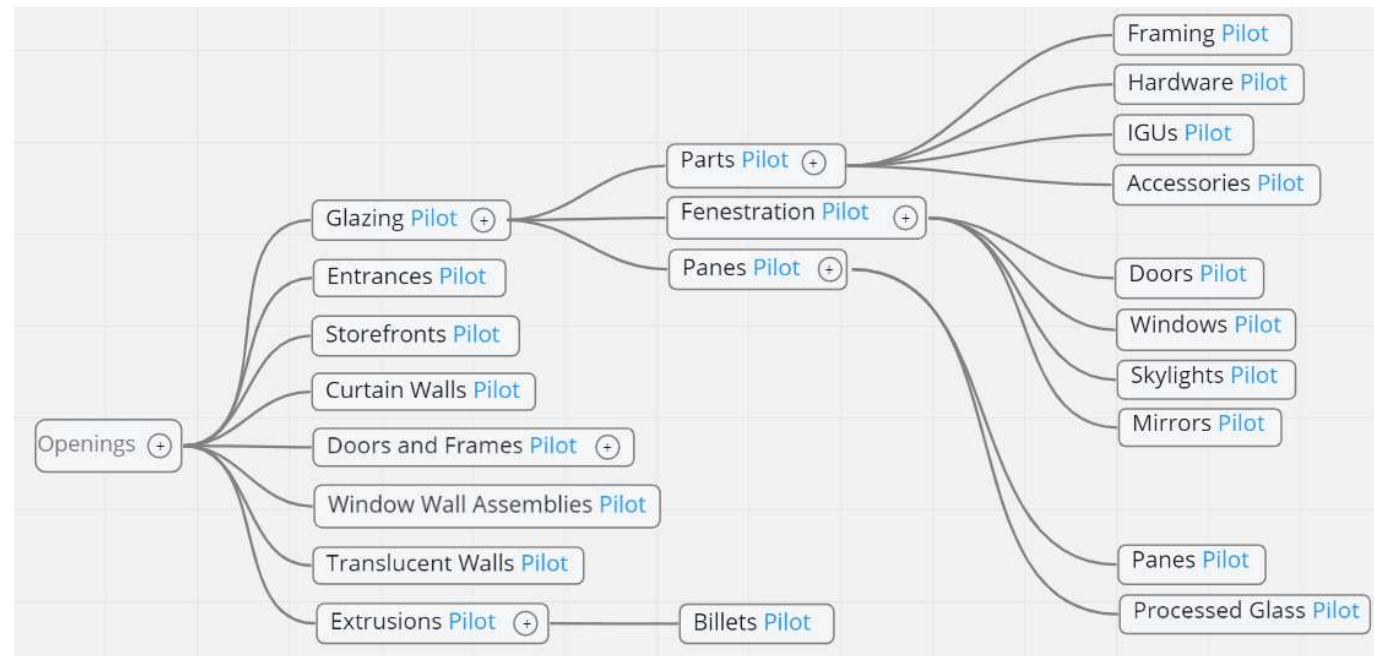 Openings
Glazing Pilot
Entrances Pilot
Storefronts Pilot
Curtain Walls Pilot
Doors and Frames Pilot
Window Wall Assemblies Pilot
Translucent Walls Pilot
Extrusions Pilot
Parts Pilot
Fenestration Pilot
Panes Pilot
Billets Pilot
Framing Pilot
Hardware Pilot
IGUs Pilot
Accessories Pilot
Doors Pilot
Windows Pilot
Skylights Pilot
Mirrors Pilot
Panes Pilot
Processed Glass Pilot